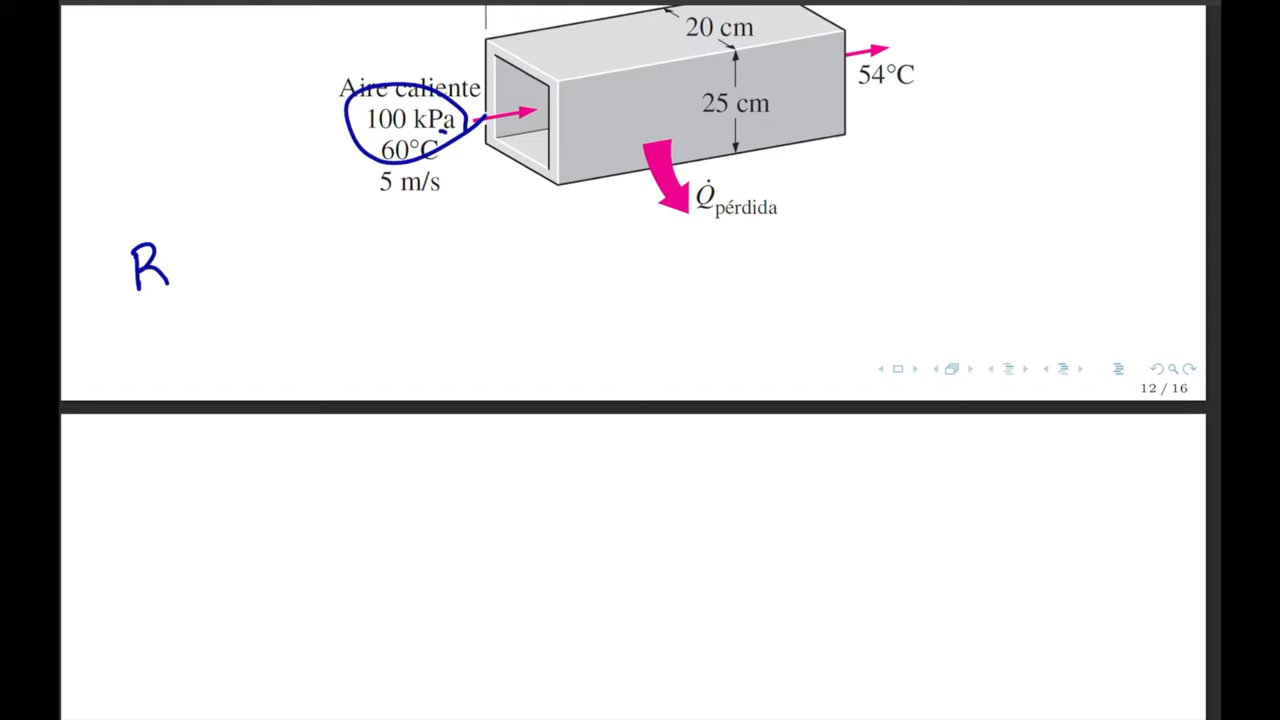 20 cm
54°C
Aire caliente
25 cm
100 kPa
60°C
5 m/s
Q̇pérdida
R
12 / 16